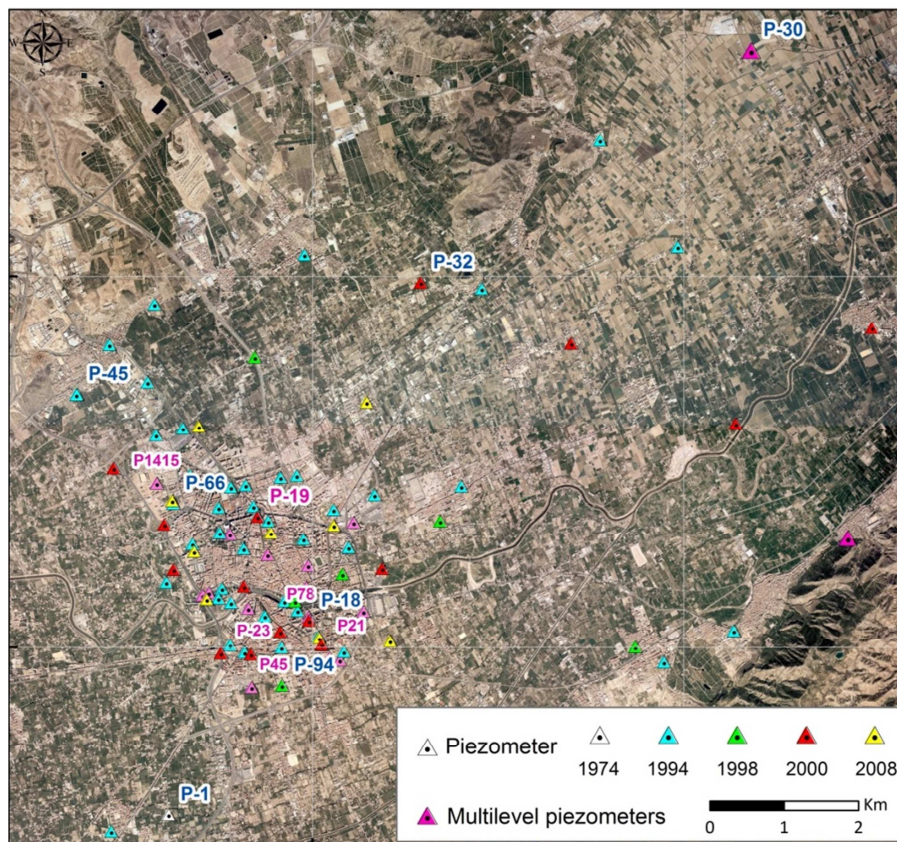 N
W
E
S
P-30
P-32
P-45
P1415
P-66
P-19
P78
P-18
P-23
P21
P45
P-94
P-1
Piezometer
1974
1994
1998
2000
2008
Multilevel piezometers
Km
0
1
2